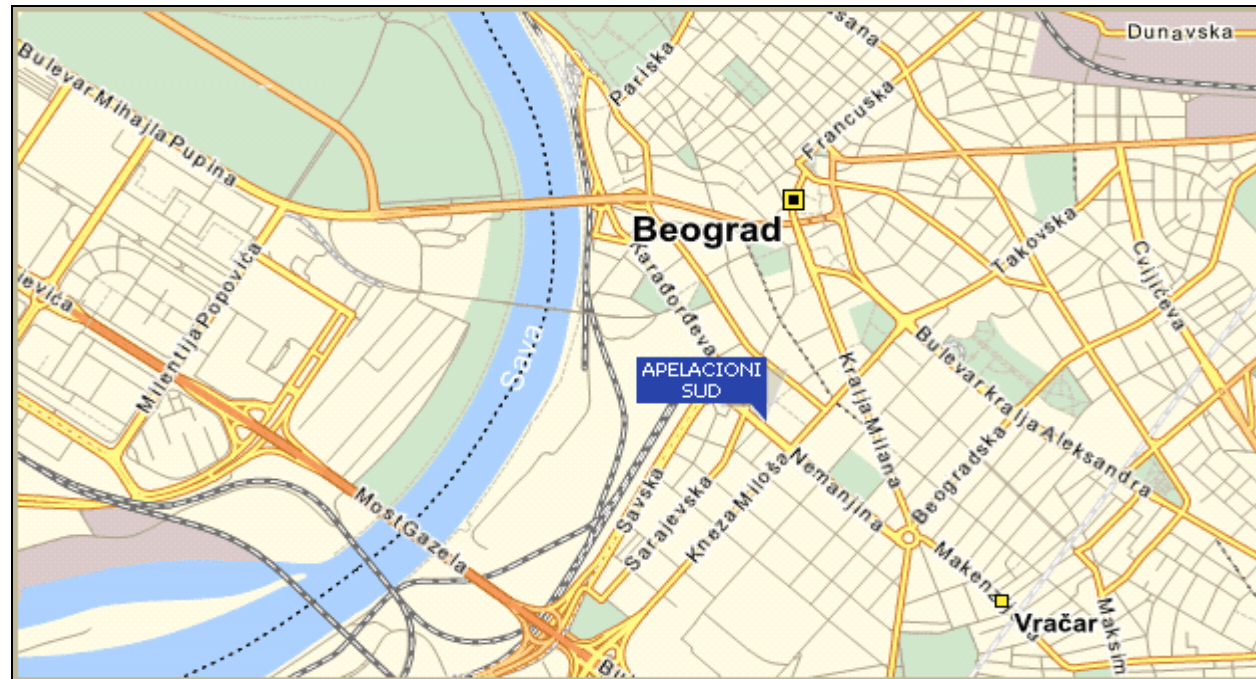 Dunavska
Bulevar Mihajla Pupina
Pariska
Francuska
Beograd
Takovska
Cvijićeva
Milentija Popovića
Karađorđeva
Sava
APELACIONI
SUD
Bulevar kralja Aleksandra
Kralja Milana
Beogradska
Nemanjina
Savska
Sarajevska
Kneza Miloša
Most Gazela
Vračar